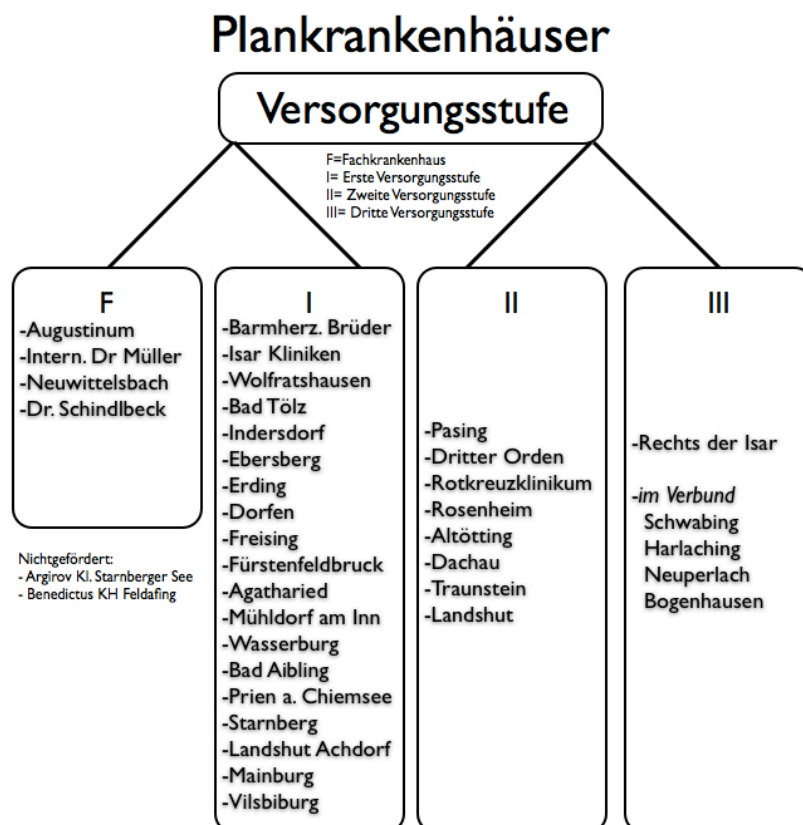 Plankrankenhäuser
Versorgungsstufe
F=Fachkrankenhaus
I= Erste Versorgungsstufe
II= Zweite Versorgungsstufe
III= Dritte Versorgungsstufe
F
-Augustinum
-Intern. Dr Müller
-Neuwittelsbach
-Dr. Schindlbeck
Nichtgefördert:
- Argirov Kl. Starnberger See
- Benedictus KH Feldafing
I
-Barmherz. Brüder
-Isar Kliniken
-Wolfratshausen
-Bad Tölz
-Indersdorf
-Ebersberg
-Erding
-Dorfen
-Freising
-Fürstenfeldbruck
-Agatharied
-Mühldorf am Inn
-Wasserburg
-Bad Aibling
-Prien a. Chiemsee
-Starnberg
-Landshut Achdorf
-Mainburg
-Vilsbiburg
II
-Pasing
-Dritter Orden
-Rotkreuzklinikum
-Rosenheim
-Altötting
-Dachau
-Traunstein
-Landshut
III
-Rechts der Isar
-im Verbund
Schwabing
Harlaching
Neuperlach
Bogenhausen